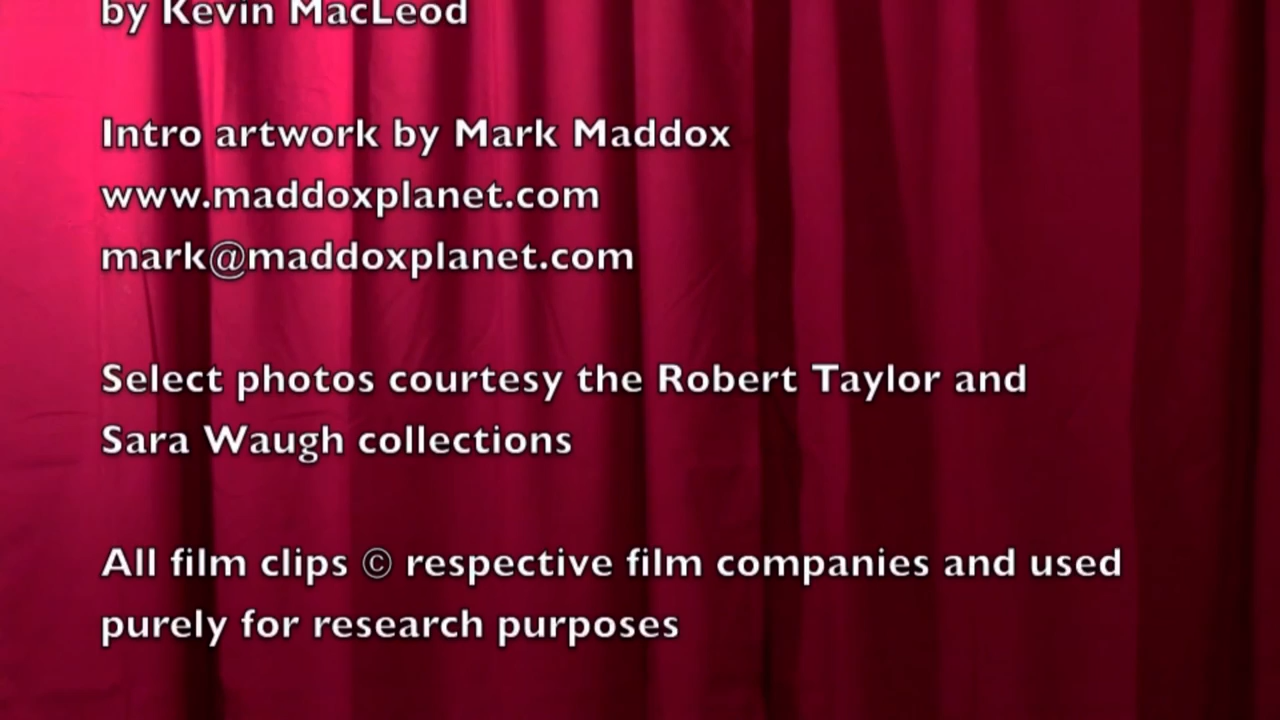 by Kevin MacLeod
Intro artwork by Mark Maddox
www.maddoxplanet.com
mark@maddoxplanet.com
Select photos courtesy the Robert Taylor and
Sara Waugh collections
All film clips © respective film companies and used
purely for research purposes